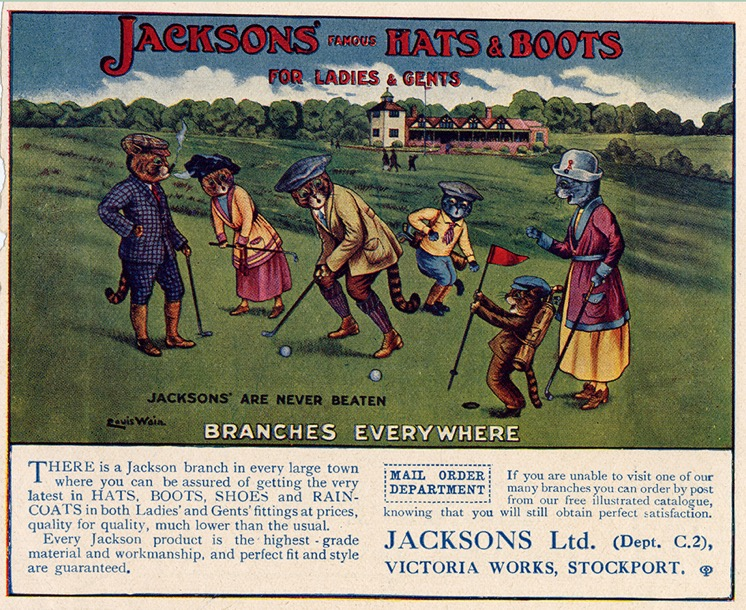 JACKSONS' FAMOUS HATS & BOOTS
FOR LADIES & GENTS
JACKSONS' ARE NEVER BEATEN
Louis Wain
BRANCHES EVERYWHERE
THERE is a Jackson branch in every large town
where you can be assured of getting the very
latest in HATS, BOOTS, SHOES and RAIN-
COATS in both Ladies' and Gents' fittings at prices,
quality for quality, much lower than the usual.
Every Jackson product is the highest-grade
material and workmanship, and perfect fit and style
are guaranteed.
MAIL ORDER
DEPARTMENT
If you are unable to visit one of our
many branches you can order by post
from our free illustrated catalogue,
knowing that you will still obtain perfect satisfaction.
JACKSONS Ltd. (Dept. C.2),
VICTORIA WORKS, STOCKPORT.